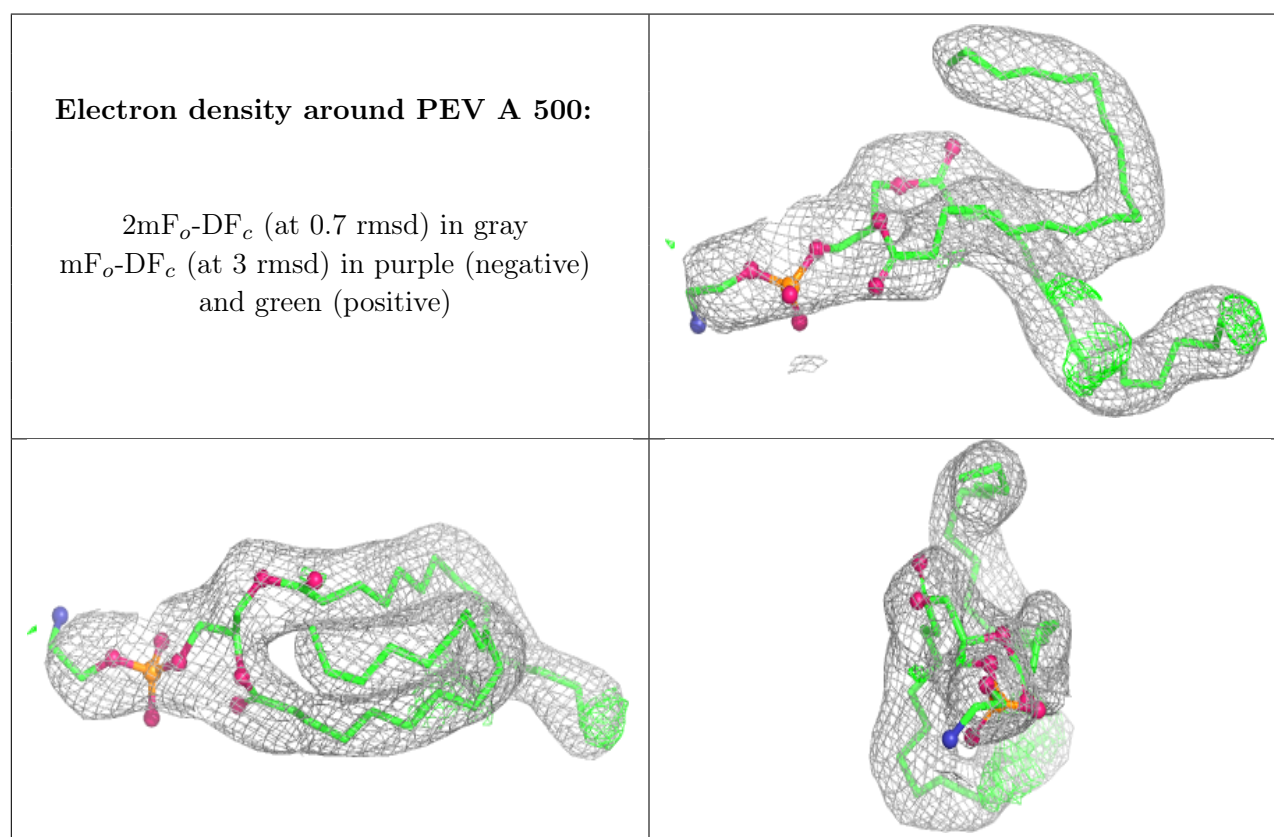 Electron density around PEV A 500:
2mFo-DFc (at 0.7 rmsd) in gray
mFo-DFc (at 3 rmsd) in purple (negative)
and green (positive)